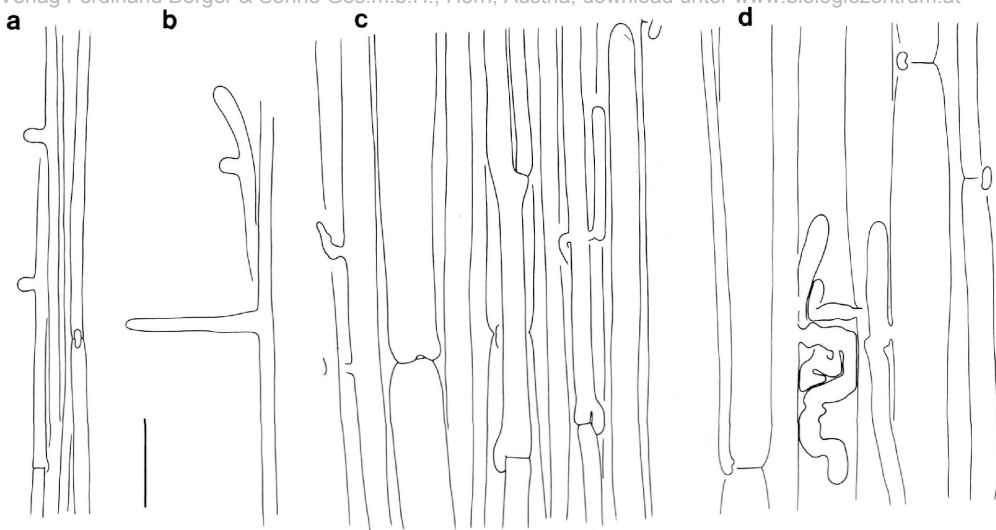 Verlag Ferdinand Berger & Söhne Ges.m.b.H., Horn, Austria, download unter www.biologiezentrum.at
a b c d